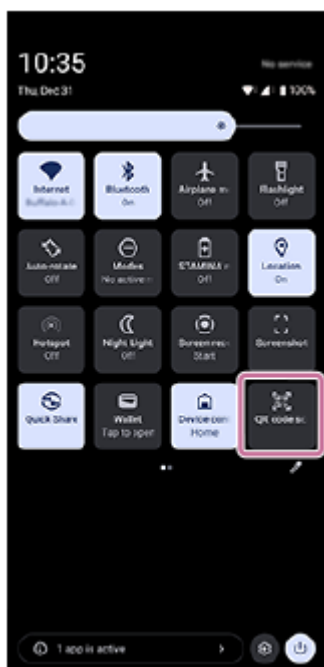 10:35
No service
Thu, Dec 31
100%
Internet
Bluetooth
On
Airplane m
Off
Flashlight
Off
Auto-rotate
Off
Modes
No active m
STAMINA
Off
Location
On
Hotspot
Off
Night Light
Off
Screen rec
Start
Screenshot
Quick Share
Wallet
Tap to open
Device con
Home
QR code sc
1 app is active